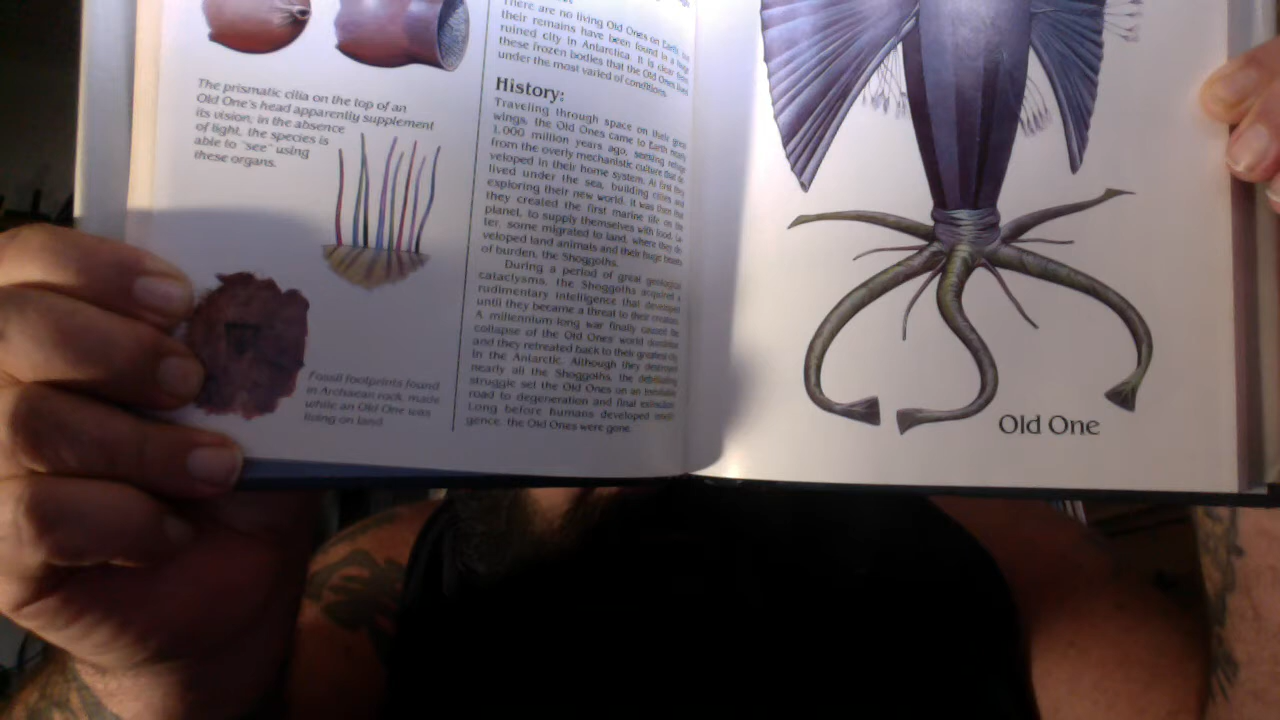 The prismatic cilia on the top of an
Old One's head apparently supplement
its vision; in the absence
of light, the species is
able to "see" using
these organs.
Fossil footprints found
in Archaean rock, made
while an Old One was
living on land
There are no living Old Ones on Earth, but
their remains have been found in a huge
ruined city in Antarctica. It is clear from
these frozen bodies that the Old Ones lived
under the most varied of conditions.
History:
Traveling through space on their great
wings, the Old Ones came to Earth nearly
1,000 million years ago, seeking refuge
from the overly mechanistic culture that de-
veloped in their home system. At first they
lived under the sea, building cities and
exploring their new world. It was then that
they created the first marine life on the
planet, to supply themselves with food. La-
ter, some migrated to land, where they de-
veloped land animals and their huge beasts
of burden, the Shoggoths.
During a period of great geological
cataclysms, the Shoggoths acquired a
rudimentary intelligence that developed
until they became a threat to their creators.
A millennium-long war finally caused the
collapse of the Old Ones' world dominion
and they retreated back to their greatest city
in the Antarctic. Although they destroyed
nearly all the Shoggoths, the debilitating
struggle set the Old Ones on an inevitable
road to degeneration and final extinction.
Long before humans developed intelli-
gence, the Old Ones were gone.
Old One